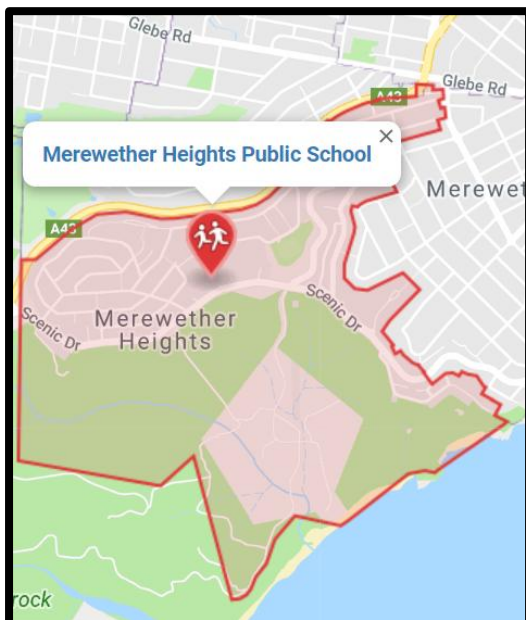 Glebe Rd
A43
Glebe Rd
Merewether Heights Public School
×
Merewet
A43
Scenic Dr
Merewether
Heights
Scenic Dr
rock